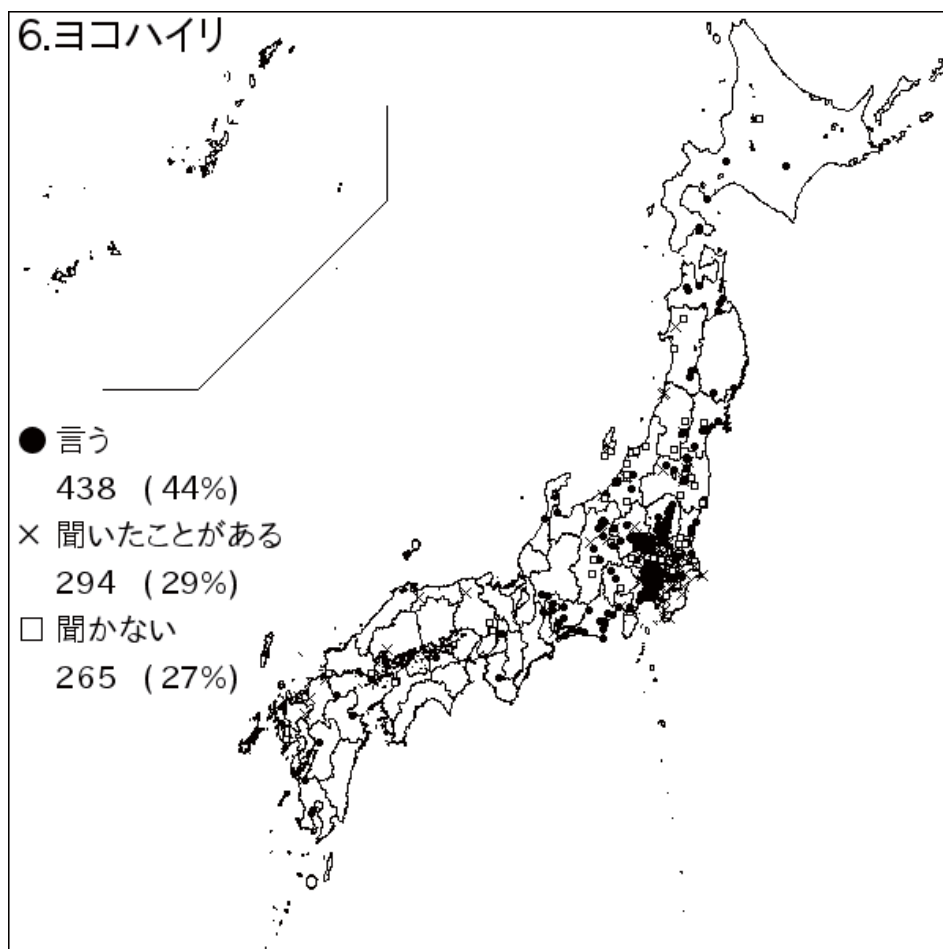 6.ヨコハイリ
● 言う
438 (44%)
× 聞いたことがある
294 (29%)
□ 聞かない
265 (27%)